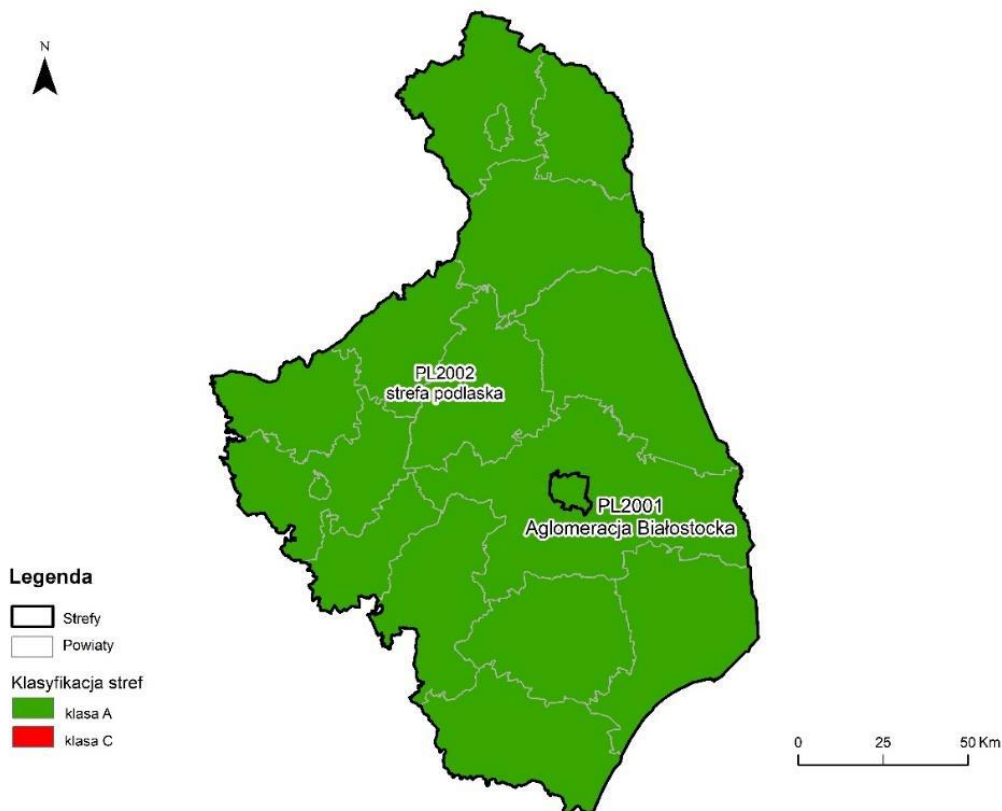 N
PL2002
strefa podlaska
PL2001
Aglomeracja Białostocka
Legenda
Strefy
Powiaty
Klasyfikacja stref
klasa A
klasa C
0 25 50 Km